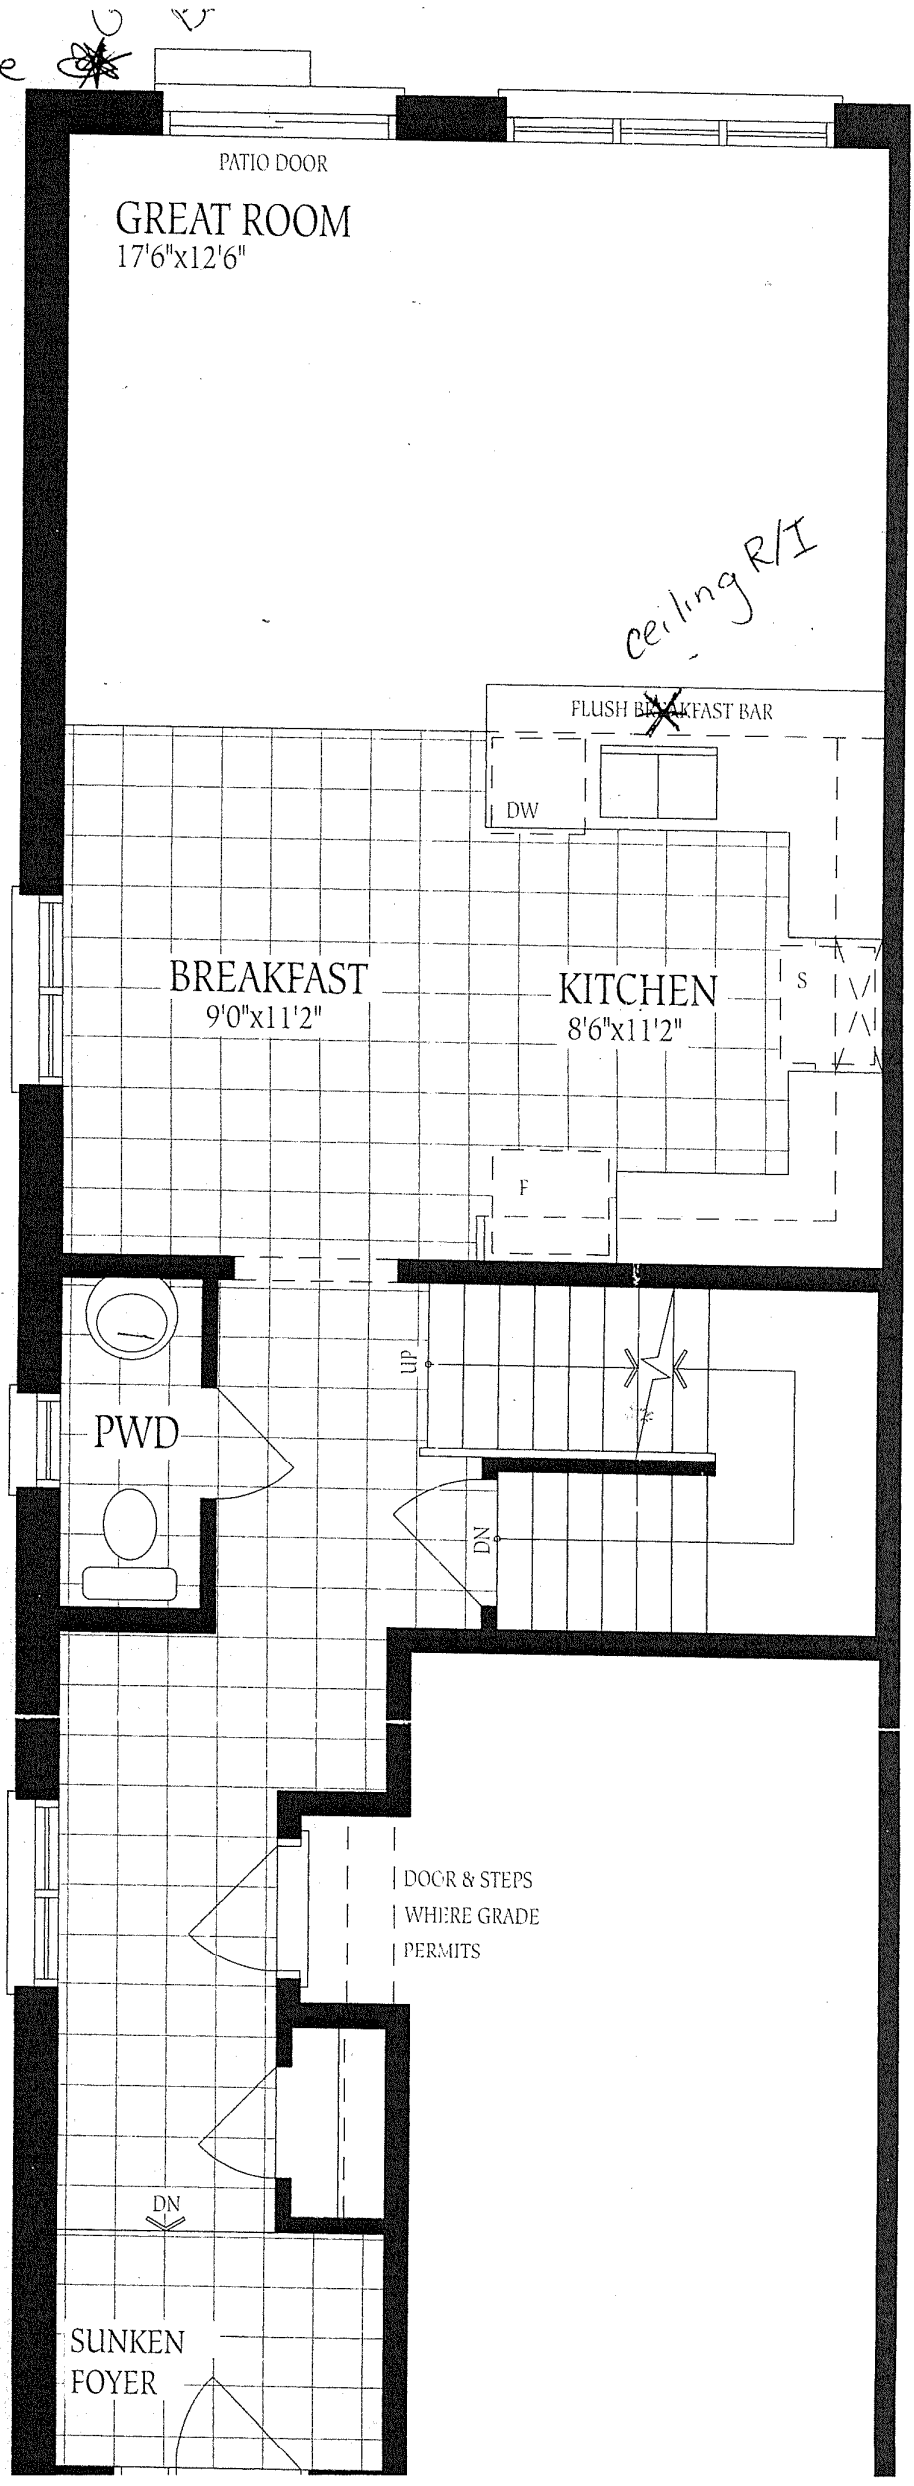 PATIO DOOR
GREAT ROOM
17'6"x12'6"
ceiling R/I
FLUSH BREAKFAST BAR
DW
BREAKFAST
9'0"x11'2"
KITCHEN
8'6"x11'2"
S
F
UP
PWD
DN
DOOR & STEPS
WHERE GRADE
PERMITS
DN
SUNKEN
FOYER